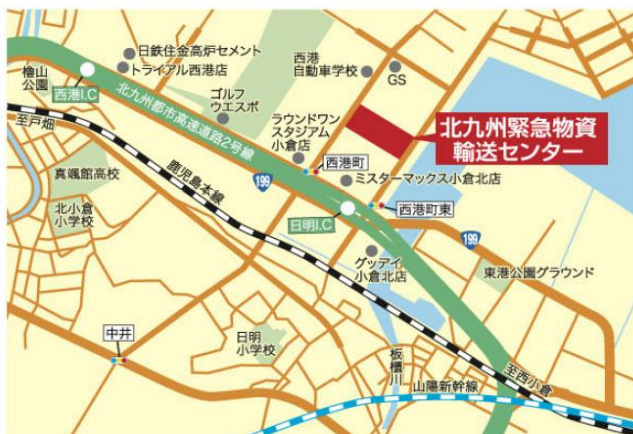 日鉄住金高炉セメント
トライアル西港店
檜山
公園
西港I.C
至戸畑
北九州都市高速道路2号線
ゴルフ
ウエスポ
西港
自動車学校
GS
ラウンドワン
スタジアム
小倉店
西港町
北九州緊急物資
輸送センター
ミスターマックス小倉北店
199
真颯館高校
鹿児島本線
北小倉
小学校
日明I.C
西港町東
199
グッデイ
小倉北店
東港公園グラウンド
中井
日明
小学校
板櫃川
至西小倉
山陽新幹線